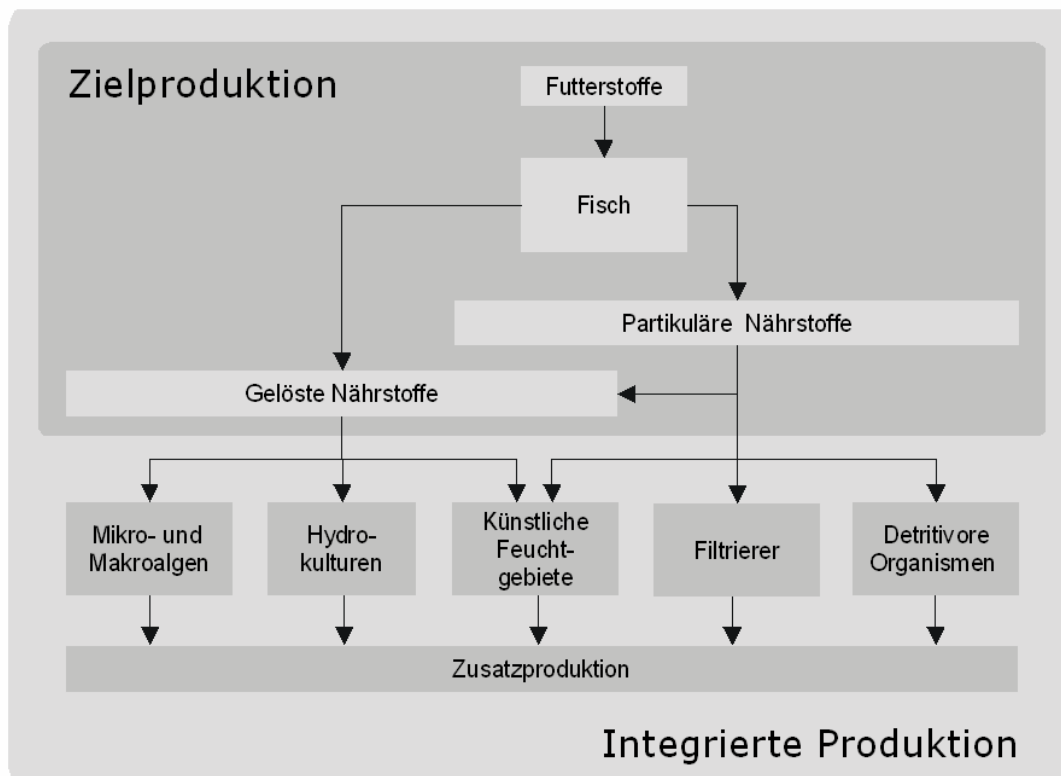 Zielproduktion
Futterstoffe
Fisch
Partikuläre Nährstoffe
Gelöste Nährstoffe
Mikro- und
Makroalgen
Hydro-
kulturen
Künstliche
Feucht-
gebiete
Filtrierer
Detritivore
Organismen
Zusatzproduktion
Integrierte Produktion